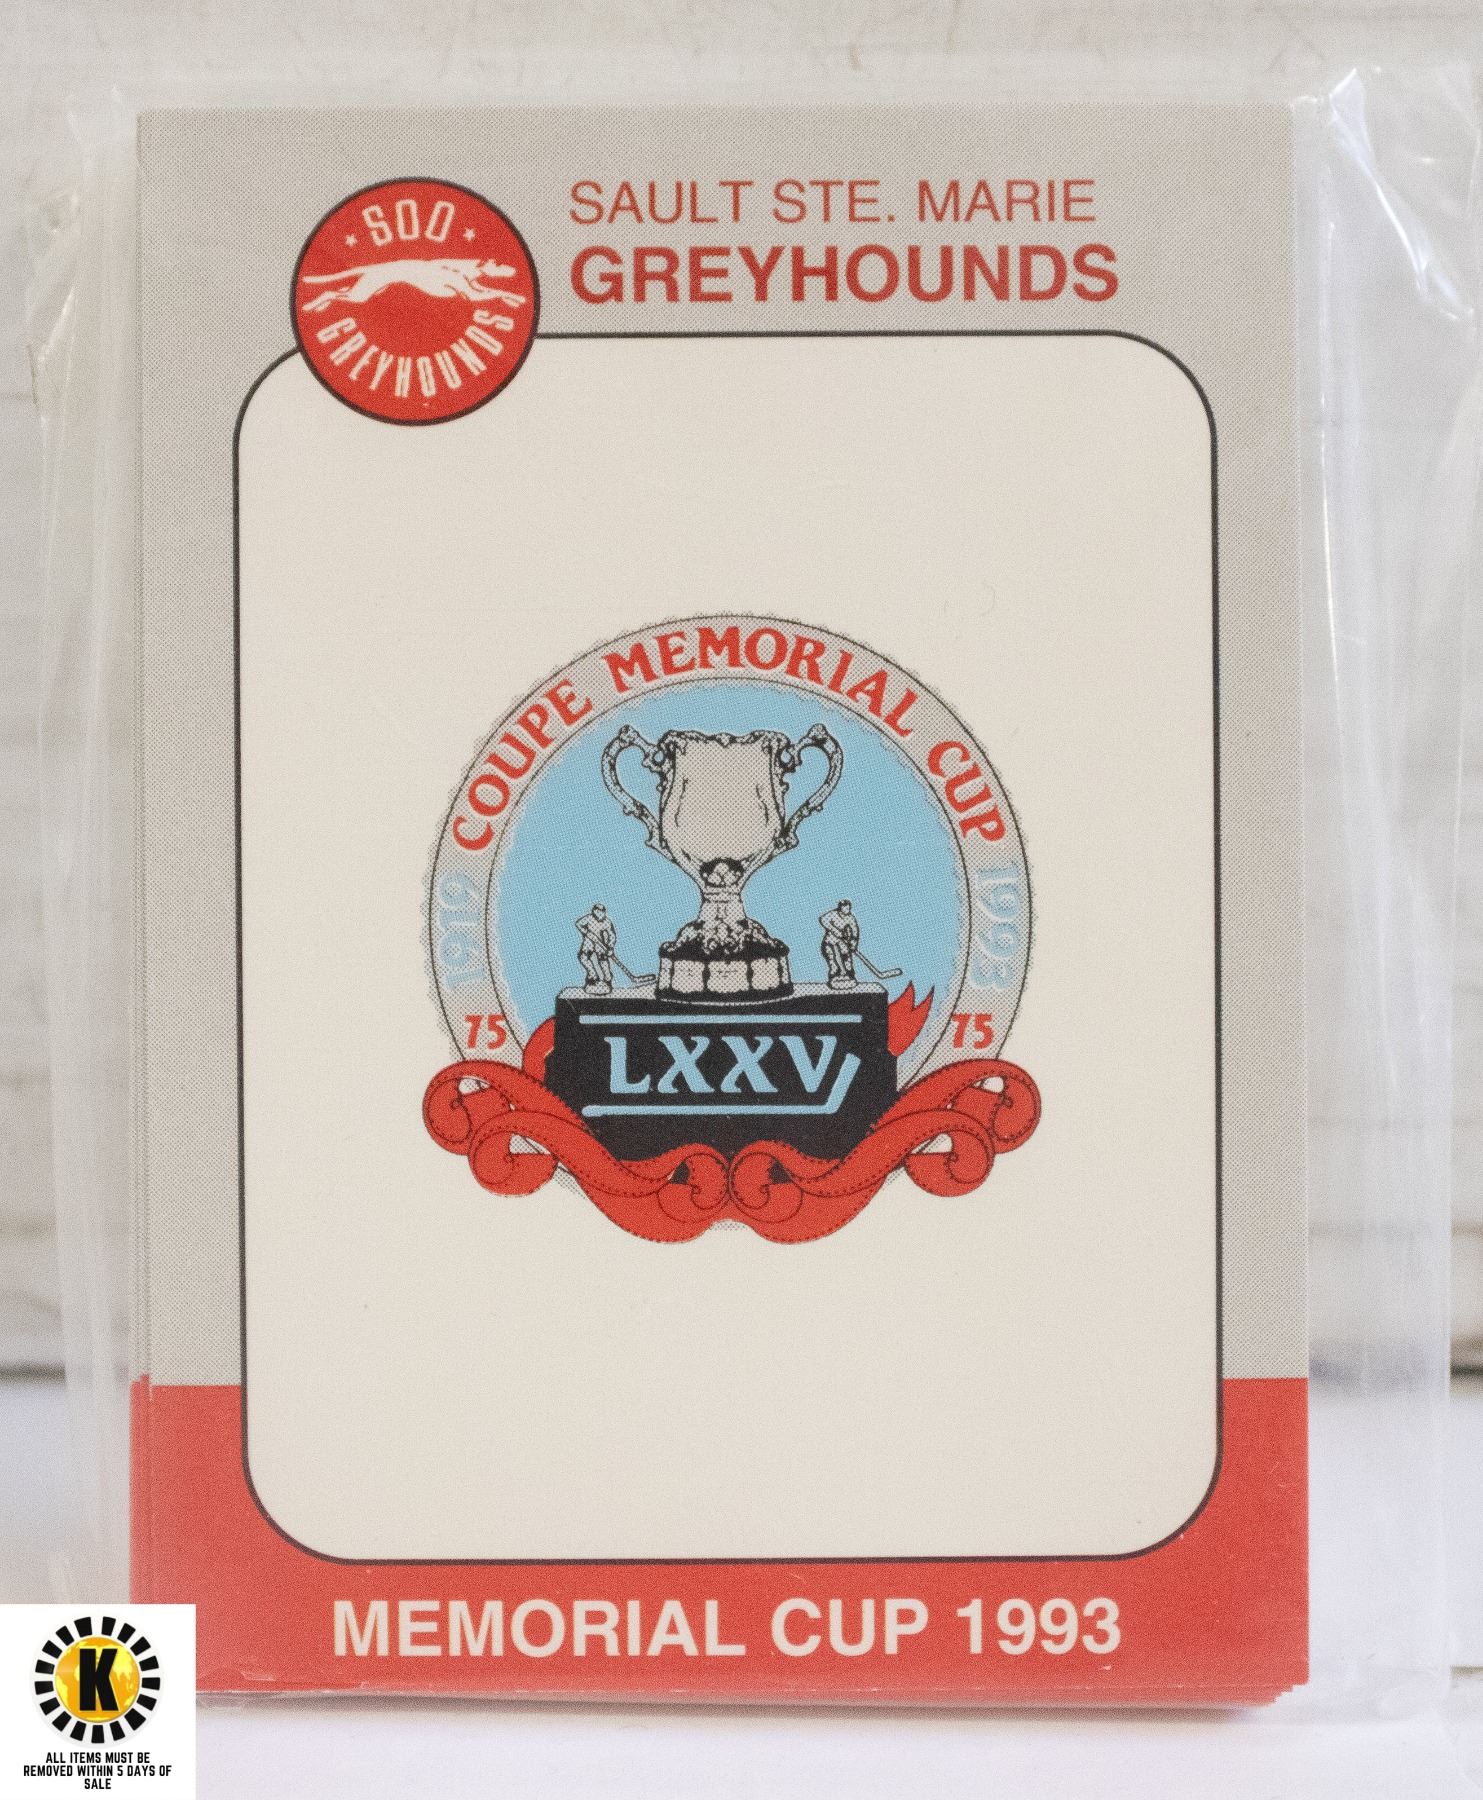 SAULT STE. MARIE
GREYHOUNDS
· SOO ·
GREYHOUNDS
COUPE MEMORIAL CUP
1919
1993
75
75
LXXV
MEMORIAL CUP 1993
K
ALL ITEMS MUST BE
REMOVED WITHIN 5 DAYS OF
SALE